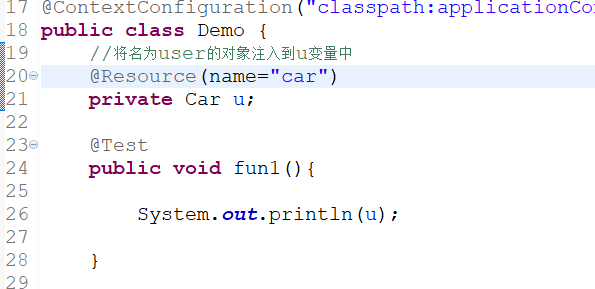 17 @ContextConfiguration("classpath:applicationCo
18 public class Demo {
19 //将名为user的对象注入到u变量中
20 @Resource(name="car")
21 private Car u;
22
23 @Test
24 public void fun1(){
25
26 System.out.println(u);
27
28 }
29